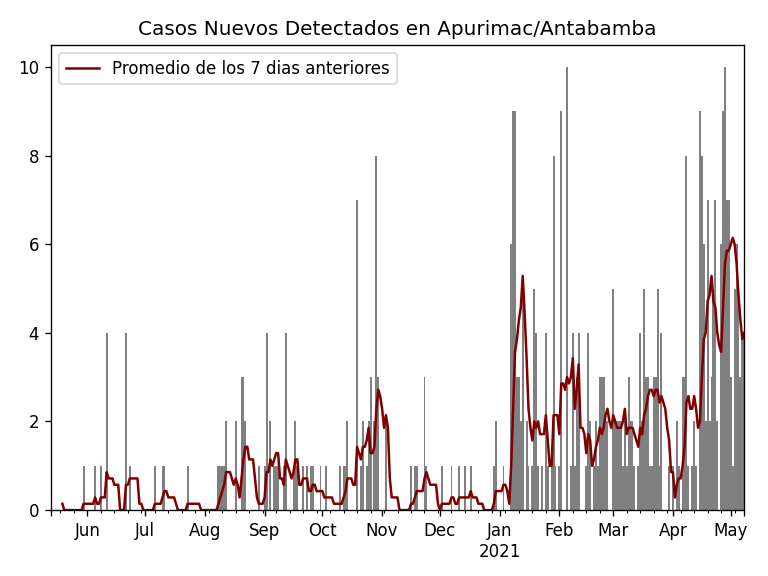 Casos Nuevos Detectados en Apurimac/Antabamba
Promedio de los 7 dias anteriores
10
8
6
4
2
0
Jun Jul Aug Sep Oct Nov Dec Jan Feb Mar Apr May
2021